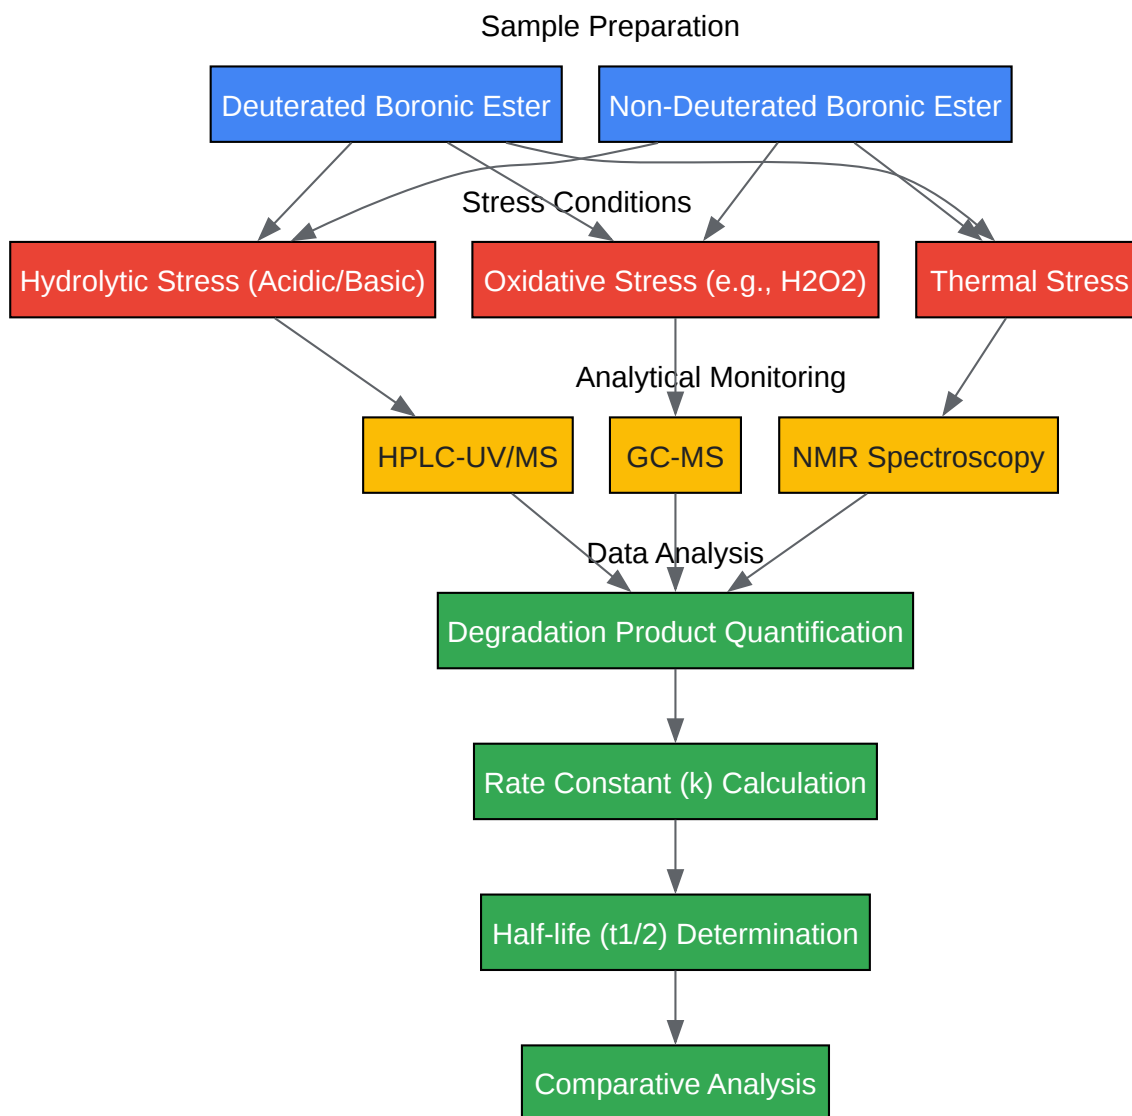 Sample Preparation
Deuterated Boronic Ester
Non-Deuterated Boronic Ester
Stress Conditions
Hydrolytic Stress (Acidic/Basic)
Oxidative Stress (e.g., H2O2)
Thermal Stress
Analytical Monitoring
HPLC-UV/MS
GC-MS
NMR Spectroscopy
Data Analysis
Degradation Product Quantification
Rate Constant (k) Calculation
Half-life (t1/2) Determination
Comparative Analysis